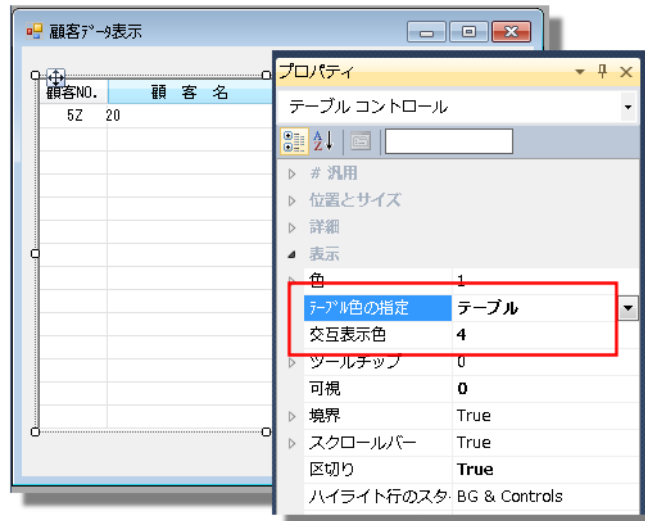 顧客ﾃﾞｰﾀ表示
顧客NO.
顧 客 名
5Z 20
プロパティ
テーブル コントロール
# 汎用
位置とサイズ
詳細
表示
色 1
ﾃｰﾌﾞﾙ色の指定 テーブル
交互表示色 4
ツールチップ 0
可視 0
境界 True
スクロールバー True
区切り True
ハイライト行のスタ BG & Controls